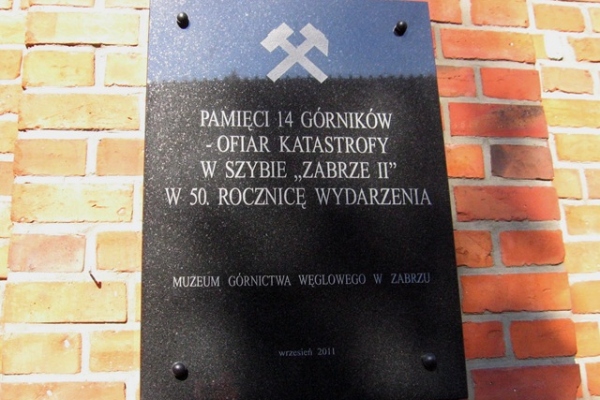 PAMIĘCI 14 GÓRNIKÓW
- OFIAR KATASTROFY
W SZYBIE „ZABRZE II”
W 50. ROCZNICĘ WYDARZENIA
MUZEUM GÓRNICTWA WĘGLOWEGO W ZABRZU
wrzesień 2011